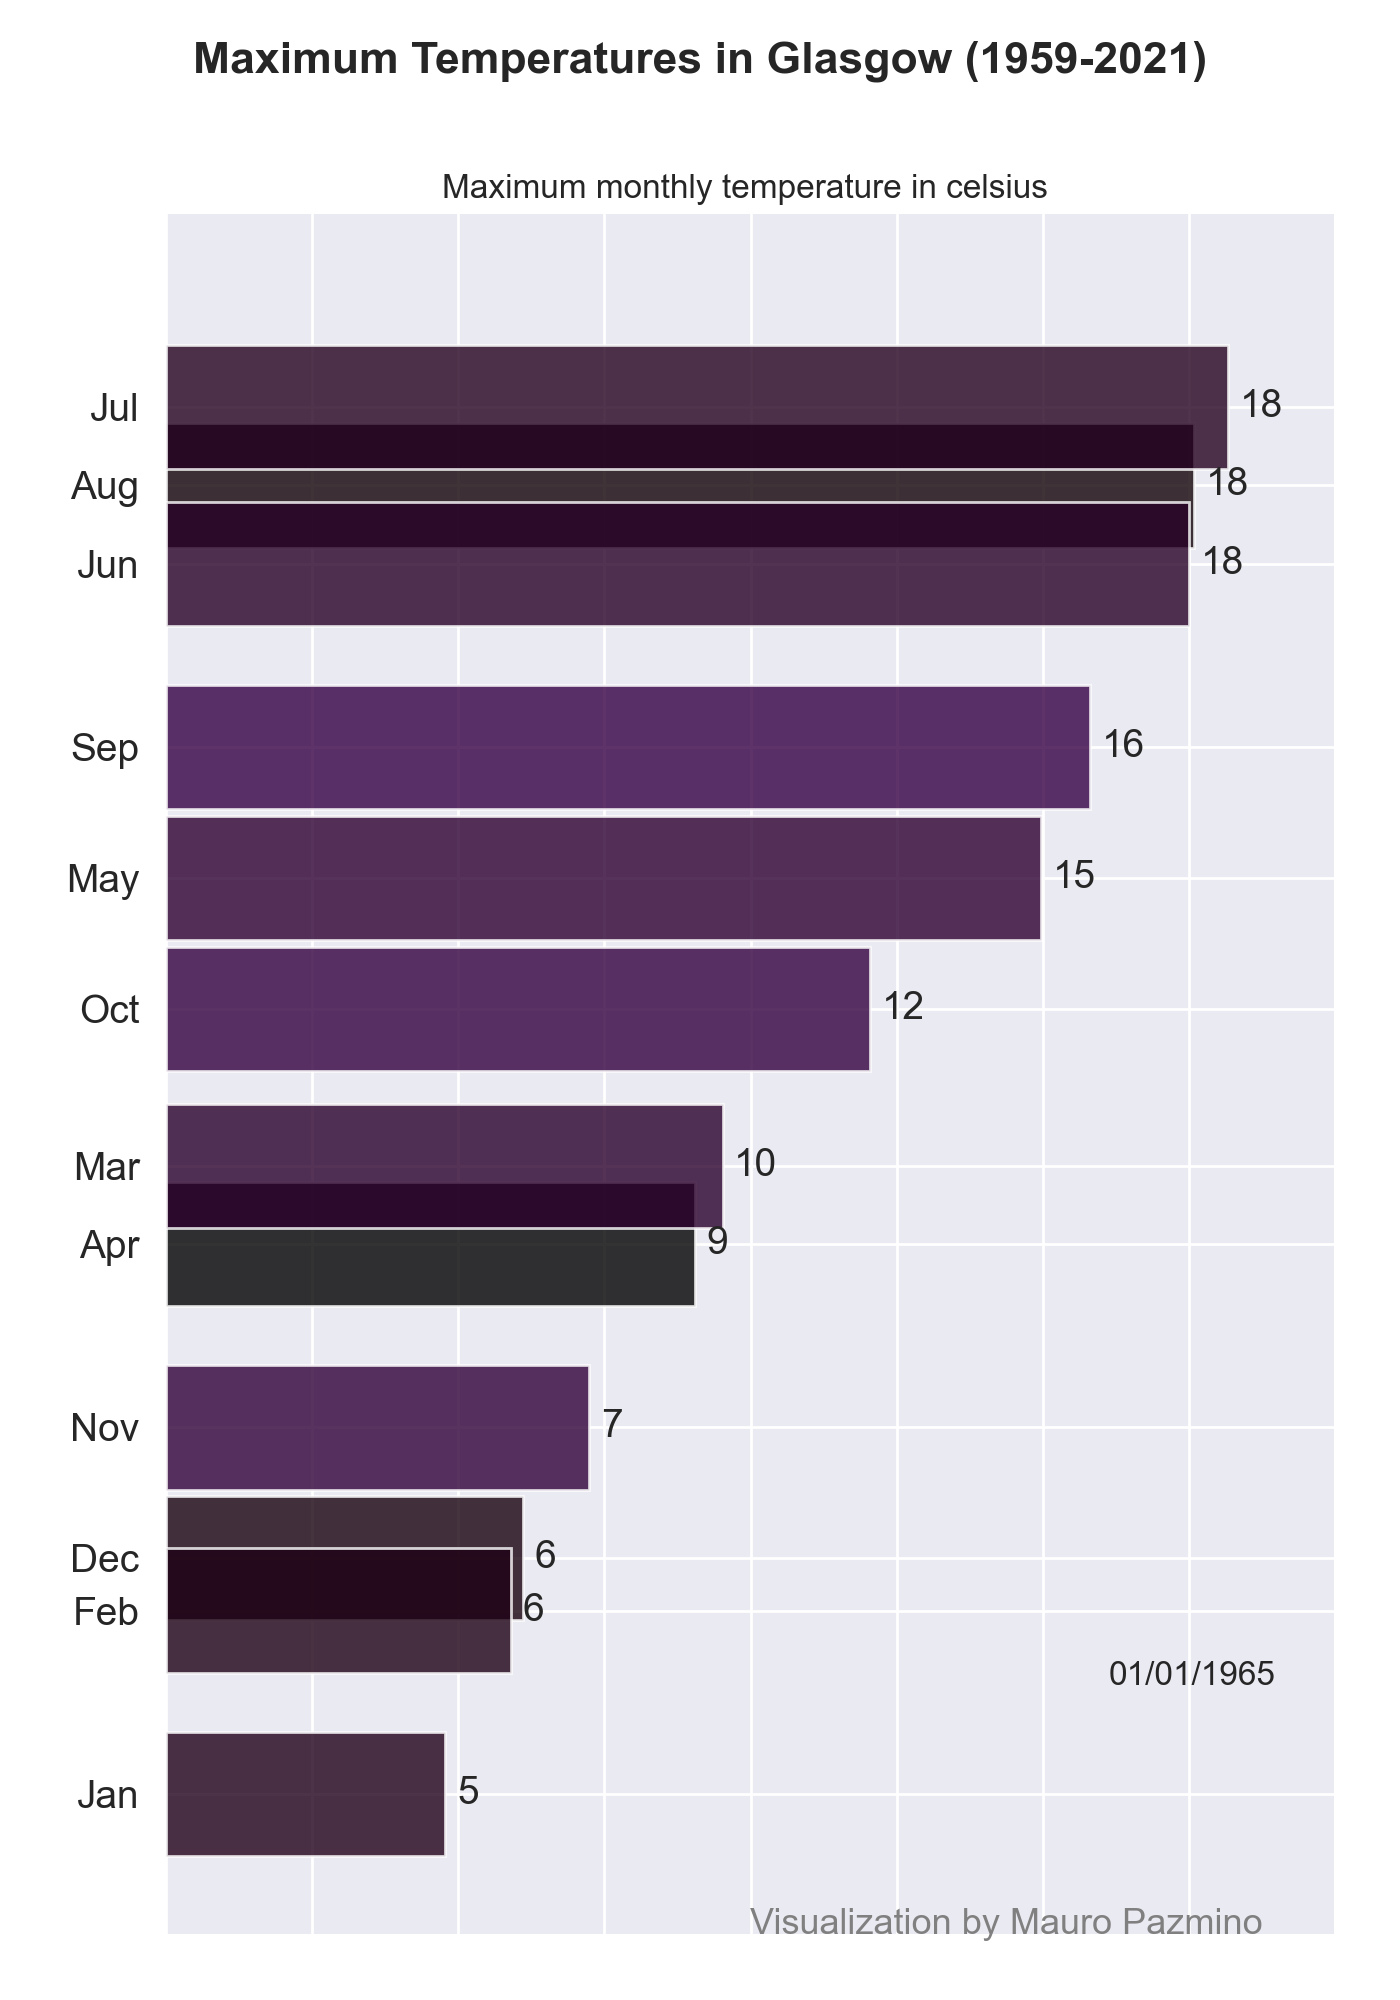 Maximum Temperatures in Glasgow (1959-2021)
Maximum monthly temperature in celsius
Jul 18
Aug 18
Jun 18
Sep 16
May 15
Oct 12
Mar 10
Apr 9
Nov 7
Dec 6
Feb 6
01/01/1965
Jan 5
Visualization by Mauro Pazmino